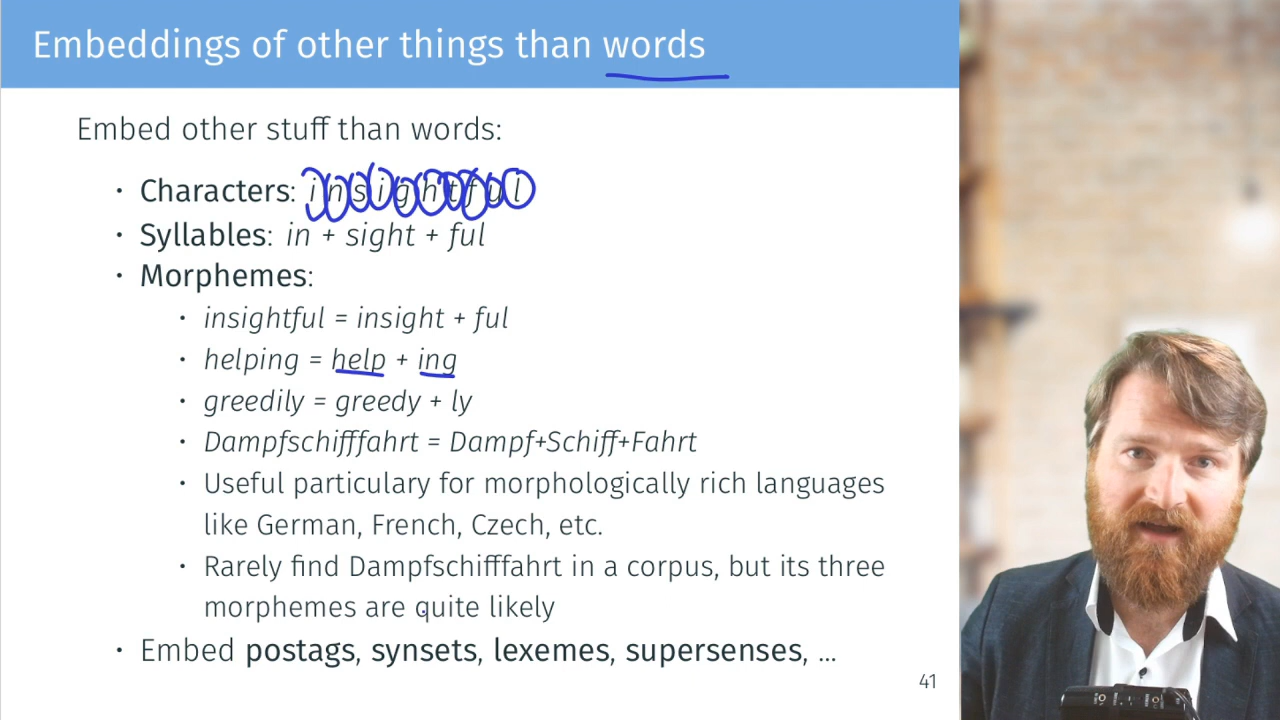 Embeddings of other things than words
Embed other stuff than words:
• Characters: i n s i g h t f u l
• Syllables: in + sight + ful
• Morphemes:
• insightful = insight + ful
• helping = help + ing
• greedily = greedy + ly
• Dampfschifffahrt = Dampf+Schiff+Fahrt
• Useful particulary for morphologically rich languages
like German, French, Czech, etc.
• Rarely find Dampfschifffahrt in a corpus, but its three
morphemes are quite likely
• Embed postags, synsets, lexemes, supersenses, ...
41